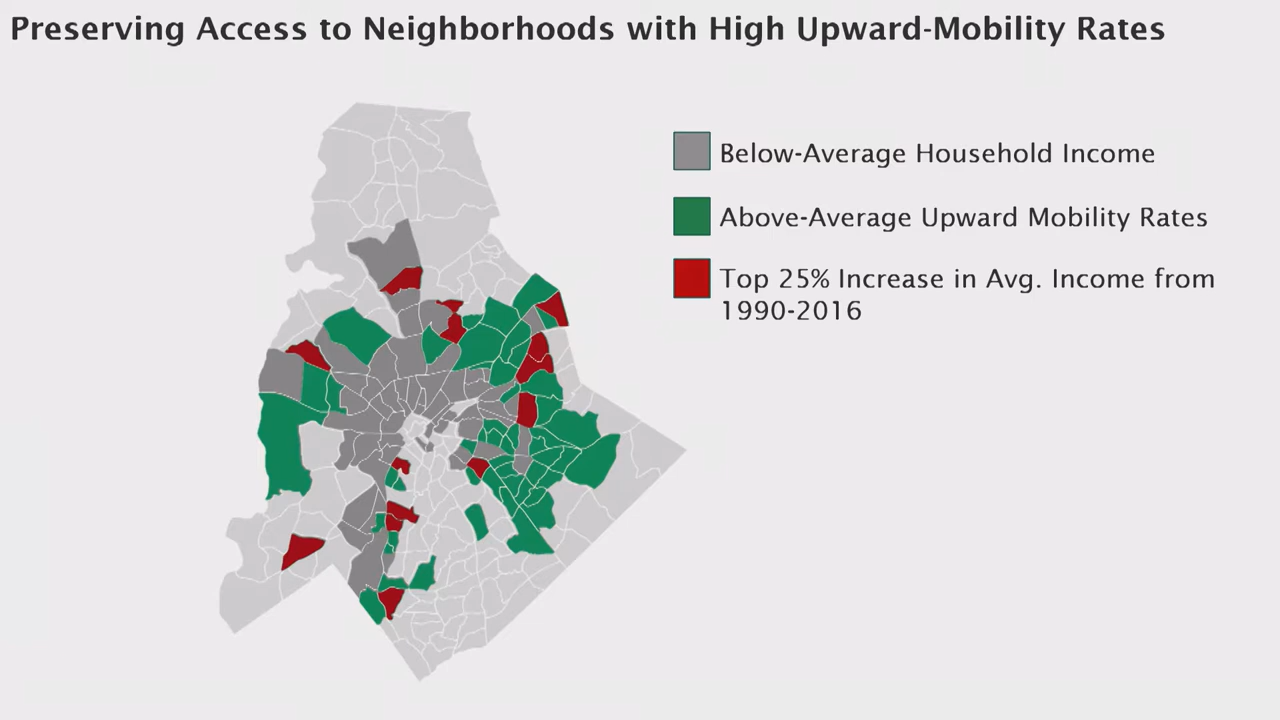 Preserving Access to Neighborhoods with High Upward-Mobility Rates
Below-Average Household Income
Above-Average Upward Mobility Rates
Top 25% Increase in Avg. Income from
1990-2016